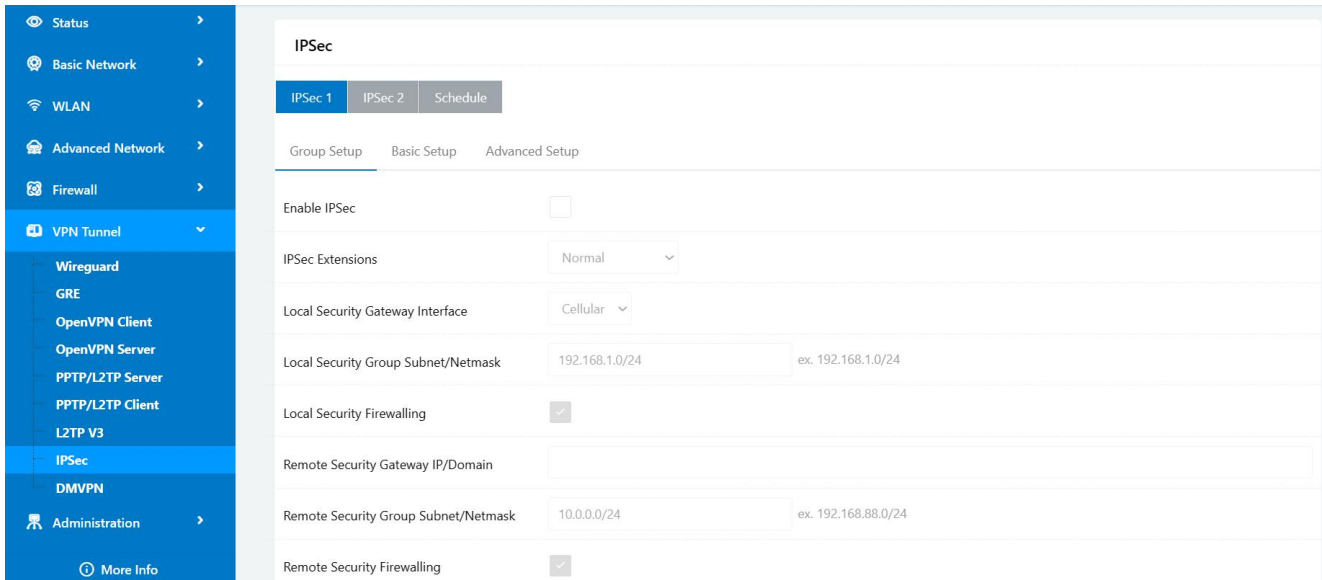 Status
Basic Network
WLAN
Advanced Network
Firewall
VPN Tunnel
Wireguard
GRE
OpenVPN Client
OpenVPN Server
PPTP/L2TP Server
PPTP/L2TP Client
L2TP V3
IPSec
DMVPN
Administration
More Info
IPSec
IPSec 1 IPSec 2 Schedule
Group Setup Basic Setup Advanced Setup
Enable IPSec
IPSec Extensions Normal
Local Security Gateway Interface Cellular
Local Security Group Subnet/Netmask 192.168.1.0/24 ex. 192.168.1.0/24
Local Security Firewalling
Remote Security Gateway IP/Domain
Remote Security Group Subnet/Netmask 10.0.0.0/24 ex. 192.168.88.0/24
Remote Security Firewalling